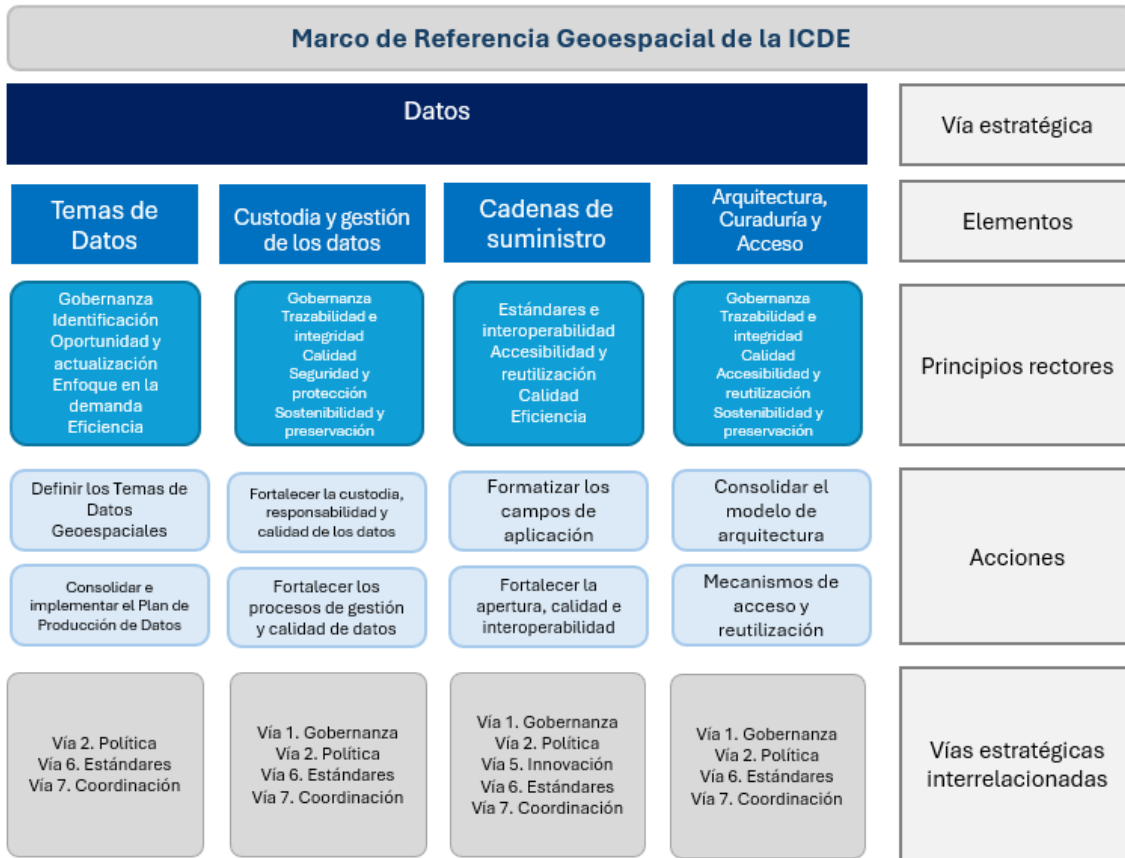 Marco de Referencia Geoespacial de la ICDE
Datos
Vía estratégica
Temas de
Datos
Custodia y gestión
de los datos
Cadenas de
suministro
Arquitectura,
Curaduría y
Acceso
Elementos
Gobernanza
Identificación
Oportunidad y
actualización
Enfoque en la
demanda
Eficiencia
Gobernanza
Trazabilidad e
integridad
Calidad
Seguridad y
protección
Sostenibilidad y
preservación
Estándares e
interoperabilidad
Accesibilidad y
reutilización
Calidad
Eficiencia
Gobernanza
Trazabilidad e
integridad
Calidad
Accesibilidad y
reutilización
Sostenibilidad y
preservación
Principios rectores
Definir los Temas de
Datos
Geoespaciales
Fortalecer la custodia,
responsabilidad y
calidad de los datos
Formatizar los
campos de
aplicación
Consolidar el
modelo de
arquitectura
Acciones
Consolidar e
implementar el Plan de
Producción de Datos
Fortalecer los
procesos de gestión
y calidad de datos
Fortalecer la
apertura, calidad e
interoperabilidad
Mecanismos de
acceso y
reutilización
Vía 2. Política
Vía 6. Estándares
Vía 7. Coordinación
Vía 1. Gobernanza
Vía 2. Política
Vía 6. Estándares
Vía 7. Coordinación
Vía 1. Gobernanza
Vía 2. Política
Vía 5. Innovación
Vía 6. Estándares
Vía 7. Coordinación
Vía 1. Gobernanza
Vía 2. Política
Vía 6. Estándares
Vía 7. Coordinación
Vías estratégicas
interrelacionadas